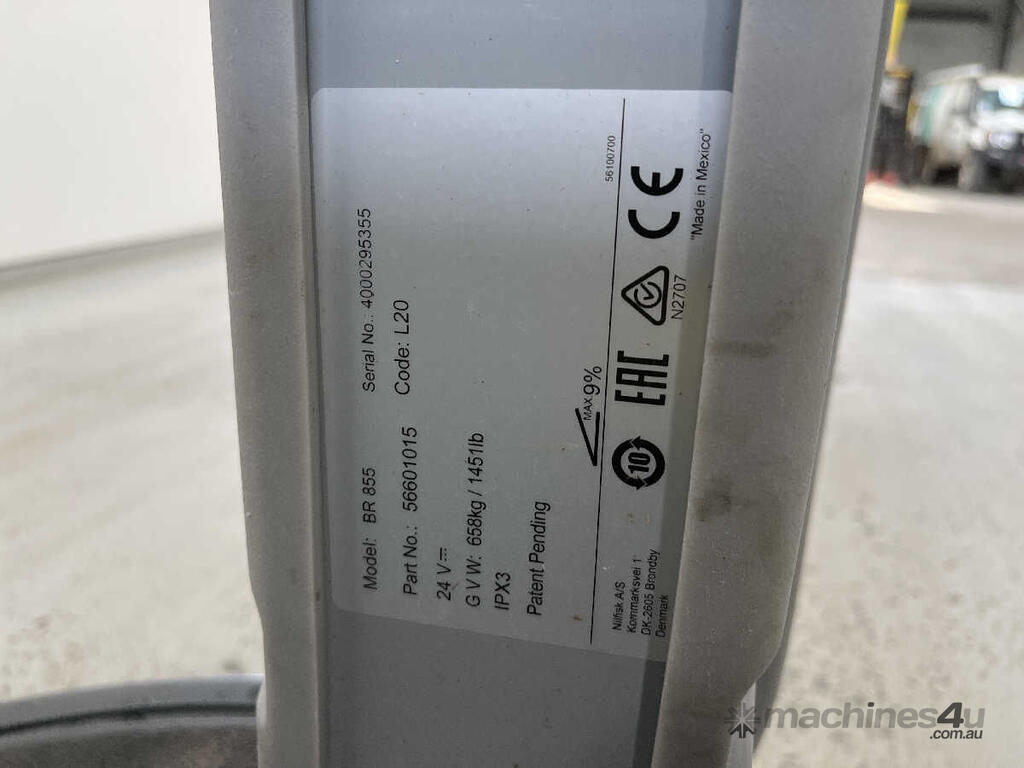 Model: BR 855
Serial No.: 4000295355
Part No.: 56601015
Code: L20
24 V
G V W: 658kg / 1451lb
IPX3
Patent Pending
MAX 9%
56100700
Nilfisk A/S
Kornmarksvej 1
DK-2605 Brondby
Denmark
10
EAC
N2707
CE
"Made in Mexico"
machines4u
.com.au